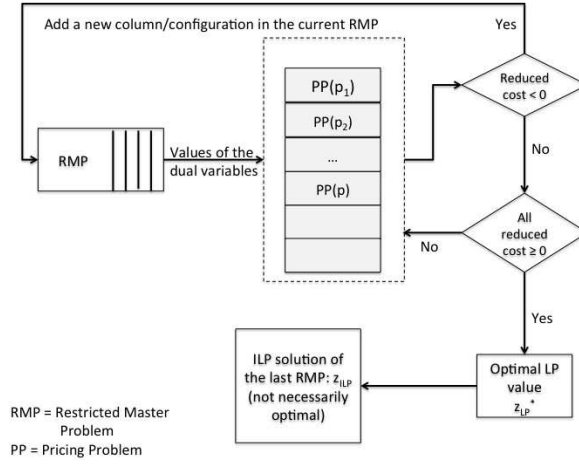 Add a new column/configuration in the current RMP
Yes
Reduced
cost < 0
PP(p₁)
PP(p₂)
...
PP(p)
RMP
Values of the
dual variables
No
All
reduced
cost ≥ 0
No
Yes
ILP solution of
the last RMP: z_ILP
(not necessarily
optimal)
Optimal LP
value
z_LP*
RMP = Restricted Master
Problem
PP = Pricing Problem